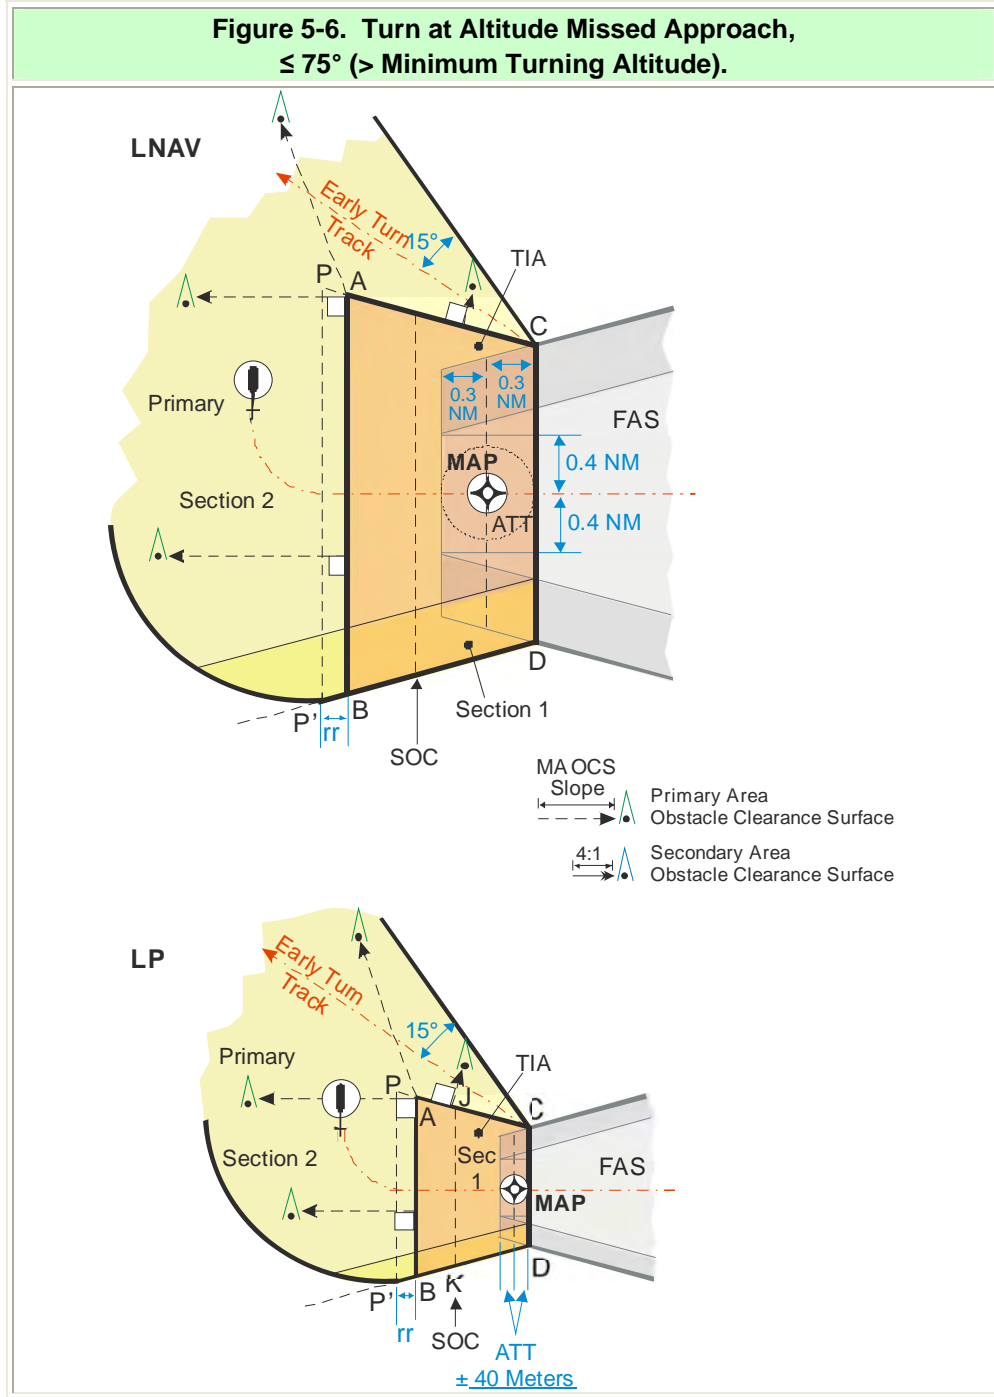 Figure 5-6. Turn at Altitude Missed Approach,
≤ 75° (> Minimum Turning Altitude).
LNAV
Early Turn
Track
15°
TIA
P
A
C
0.3
NM
0.3
NM
Primary
FAS
MAP
0.4 NM
Section 2
ATT
0.4 NM
D
P'
rr
B
Section 1
SOC
MA OCS
Slope
Primary Area
Obstacle Clearance Surface
4:1
Secondary Area
Obstacle Clearance Surface
LP
Early Turn
Track
15°
Primary
TIA
P
A
J
C
Section 2
Sec
1
FAS
MAP
D
P'
B
K
rr
SOC
ATT
± 40 Meters